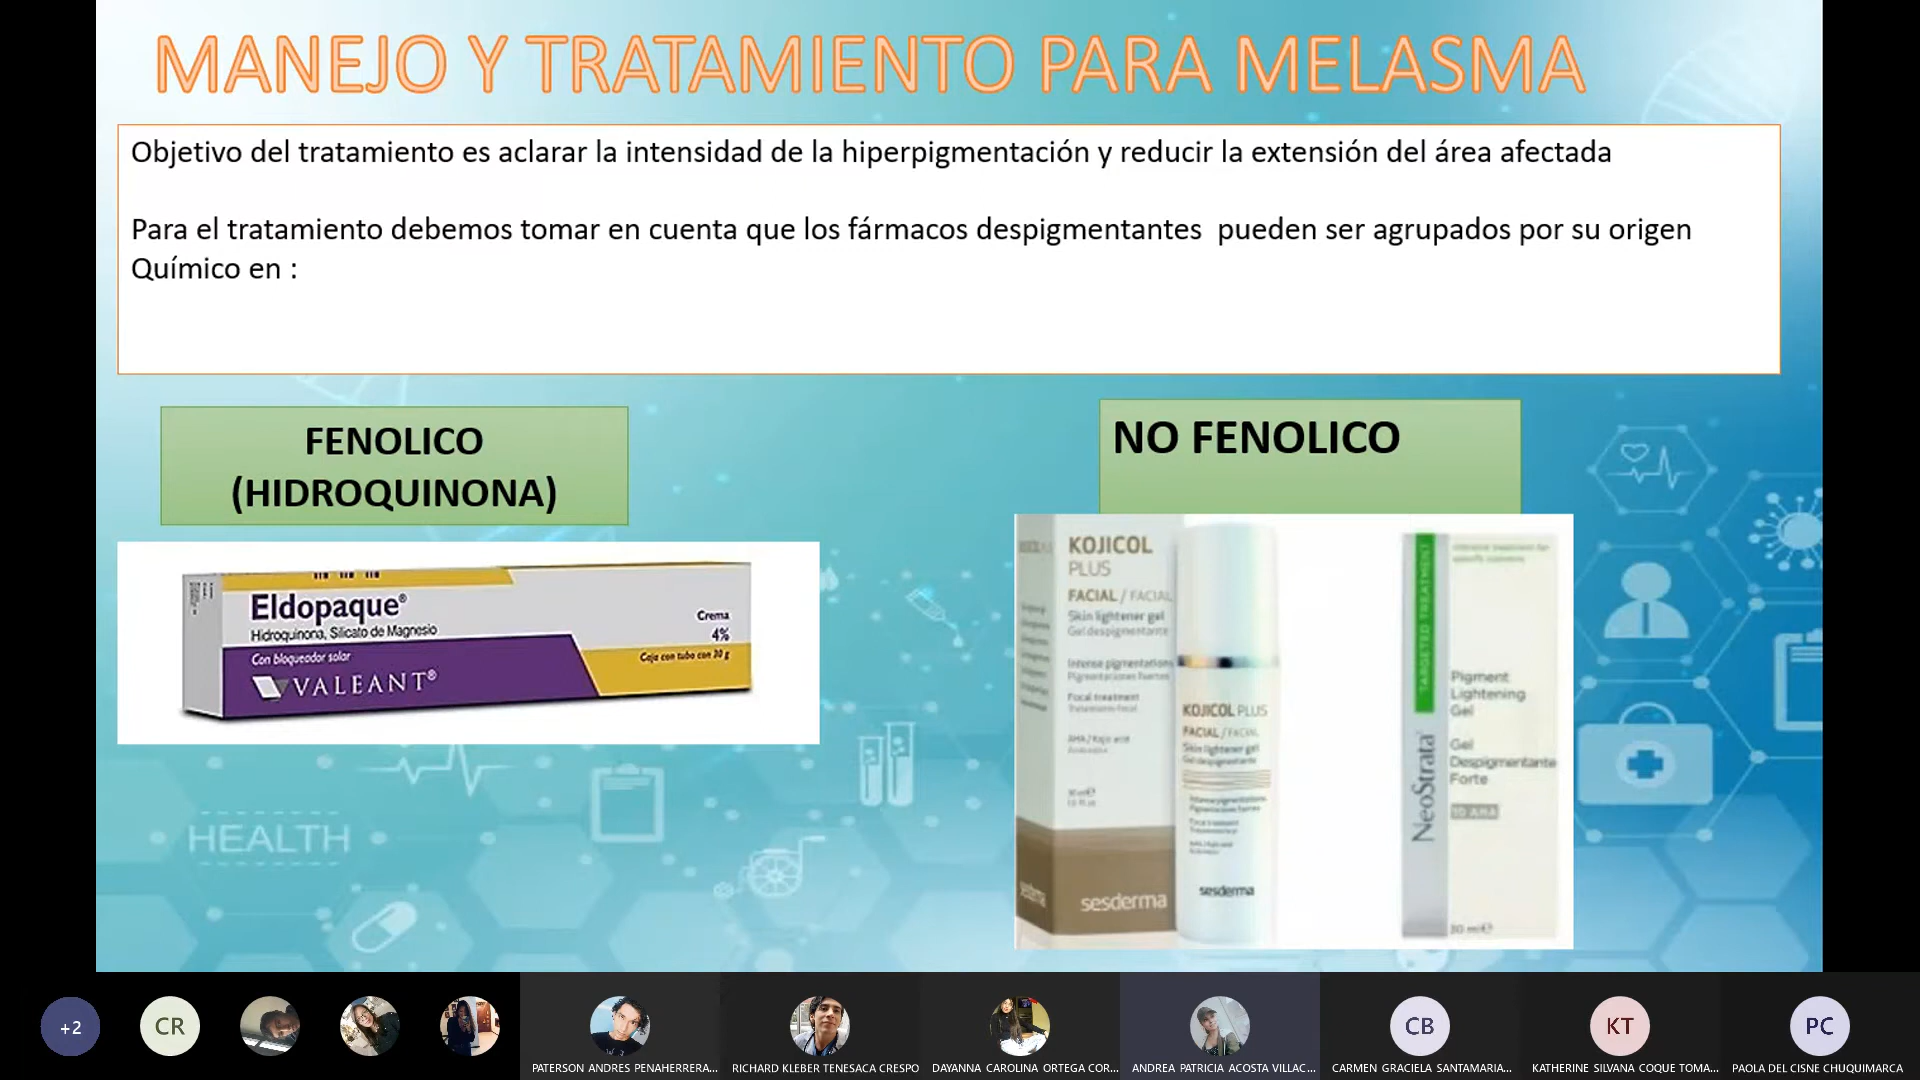 MANEJO Y TRATAMIENTO PARA MELASMA
Objetivo del tratamiento es aclarar la intensidad de la hiperpigmentación y reducir la extensión del área afectada
Para el tratamiento debemos tomar en cuenta que los fármacos despigmentantes pueden ser agrupados por su origen
Químico en :
FENOLICO
(HIDROQUINONA)
NO FENOLICO
Eldopaque®
Hidroquinona, Silicato de Magnesio
Crema
4%
Con bloqueador solar
Caja con tubo con 30 g
VALEANT®
KOJICOL
PLUS
FACIAL / FACIAL
Skin lightener gel
Gel despigmentante
Intense pigmentations
Pigmentaciones fuertes
Focal treatment
Tratamiento focal
AHA / Kojic acid
30 ml
sesderma
KOJICOL PLUS
FACIAL / FACIAL
Skin lightener gel
Gel despigmentante
sesderma
TARGETED TREATMENT
Pigment
Lightening
Gel
Gel
Despigmentante
Forte
10 AHA
NeoStrata
30 ml
HEALTH
+2
CR
PATERSON ANDRES PENAHERRERA...
RICHARD KLEBER TENESACA CRESPO
DAYANNA CAROLINA ORTEGA COR...
ANDREA PATRICIA ACOSTA VILLAC...
CB
CARMEN GRACIELA SANTAMARIA...
KT
KATHERINE SILVANA COQUE TOMA...
PC
PAOLA DEL CISNE CHUQUIMARCA